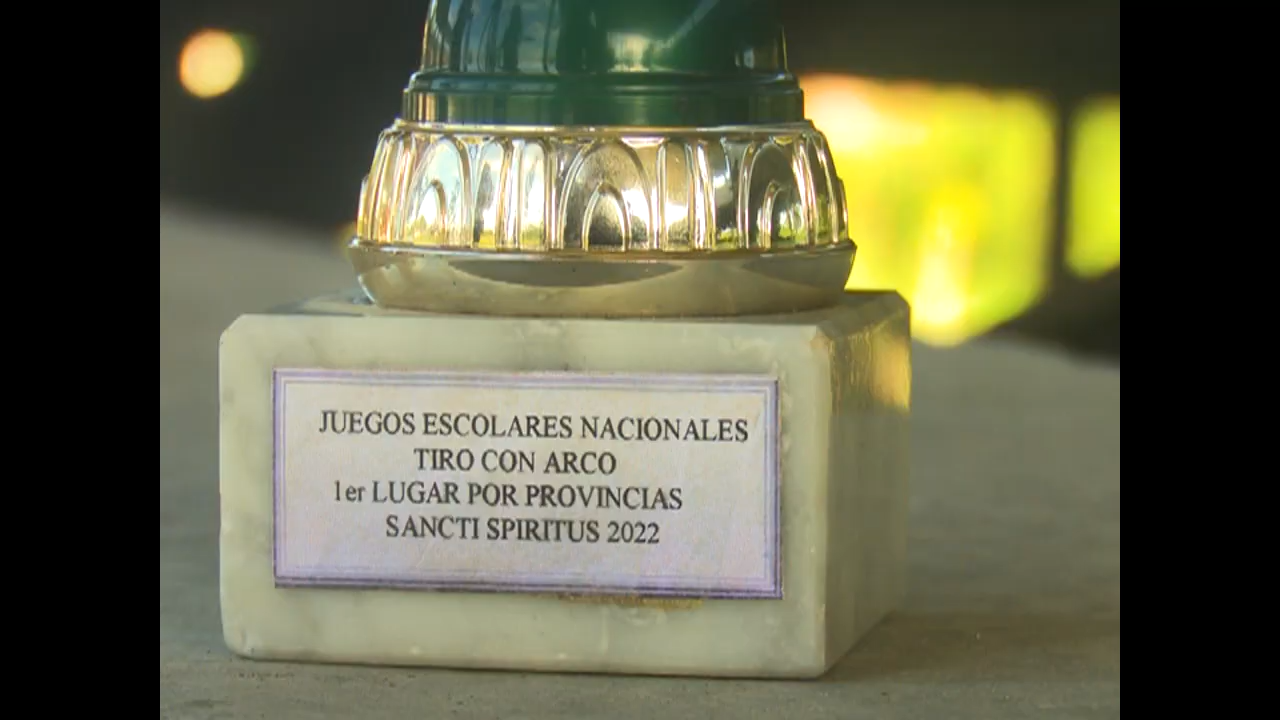 JUEGOS ESCOLARES NACIONALES
TIRO CON ARCO
1er LUGAR POR PROVINCIAS
SANCTI SPIRITUS 2022